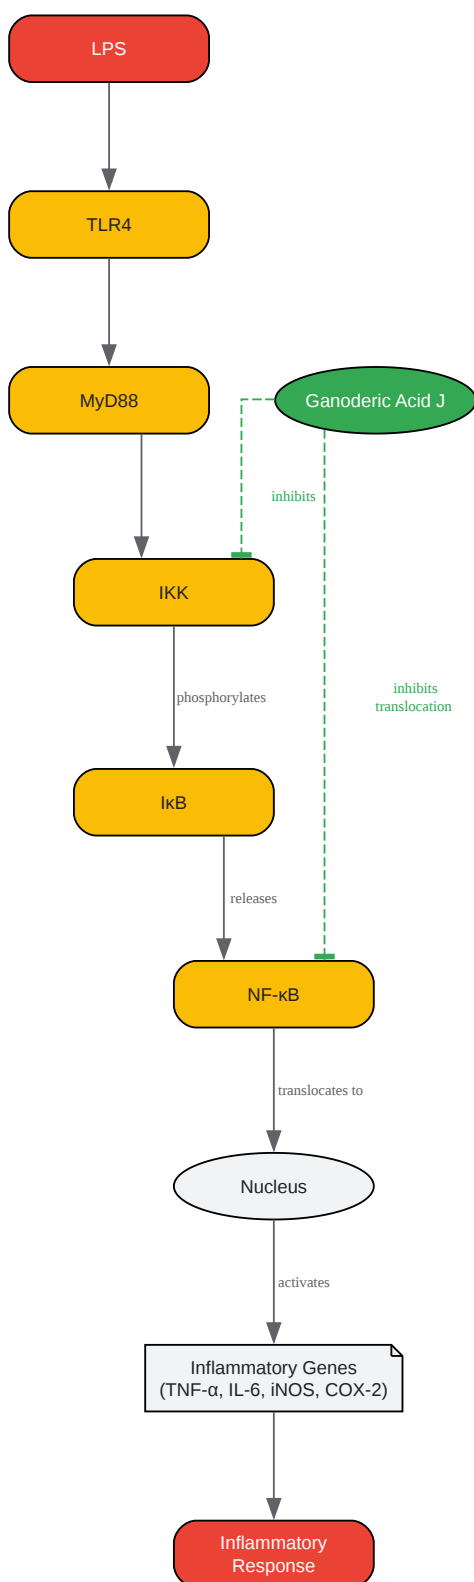 LPS
TLR4
MyD88
Ganoderic Acid J
inhibits
IKK
phosphorylates
inhibits
translocation
IκB
releases
NF-κB
translocates to
Nucleus
activates
Inflammatory Genes
(TNF-α, IL-6, iNOS, COX-2)
Inflammatory
Response